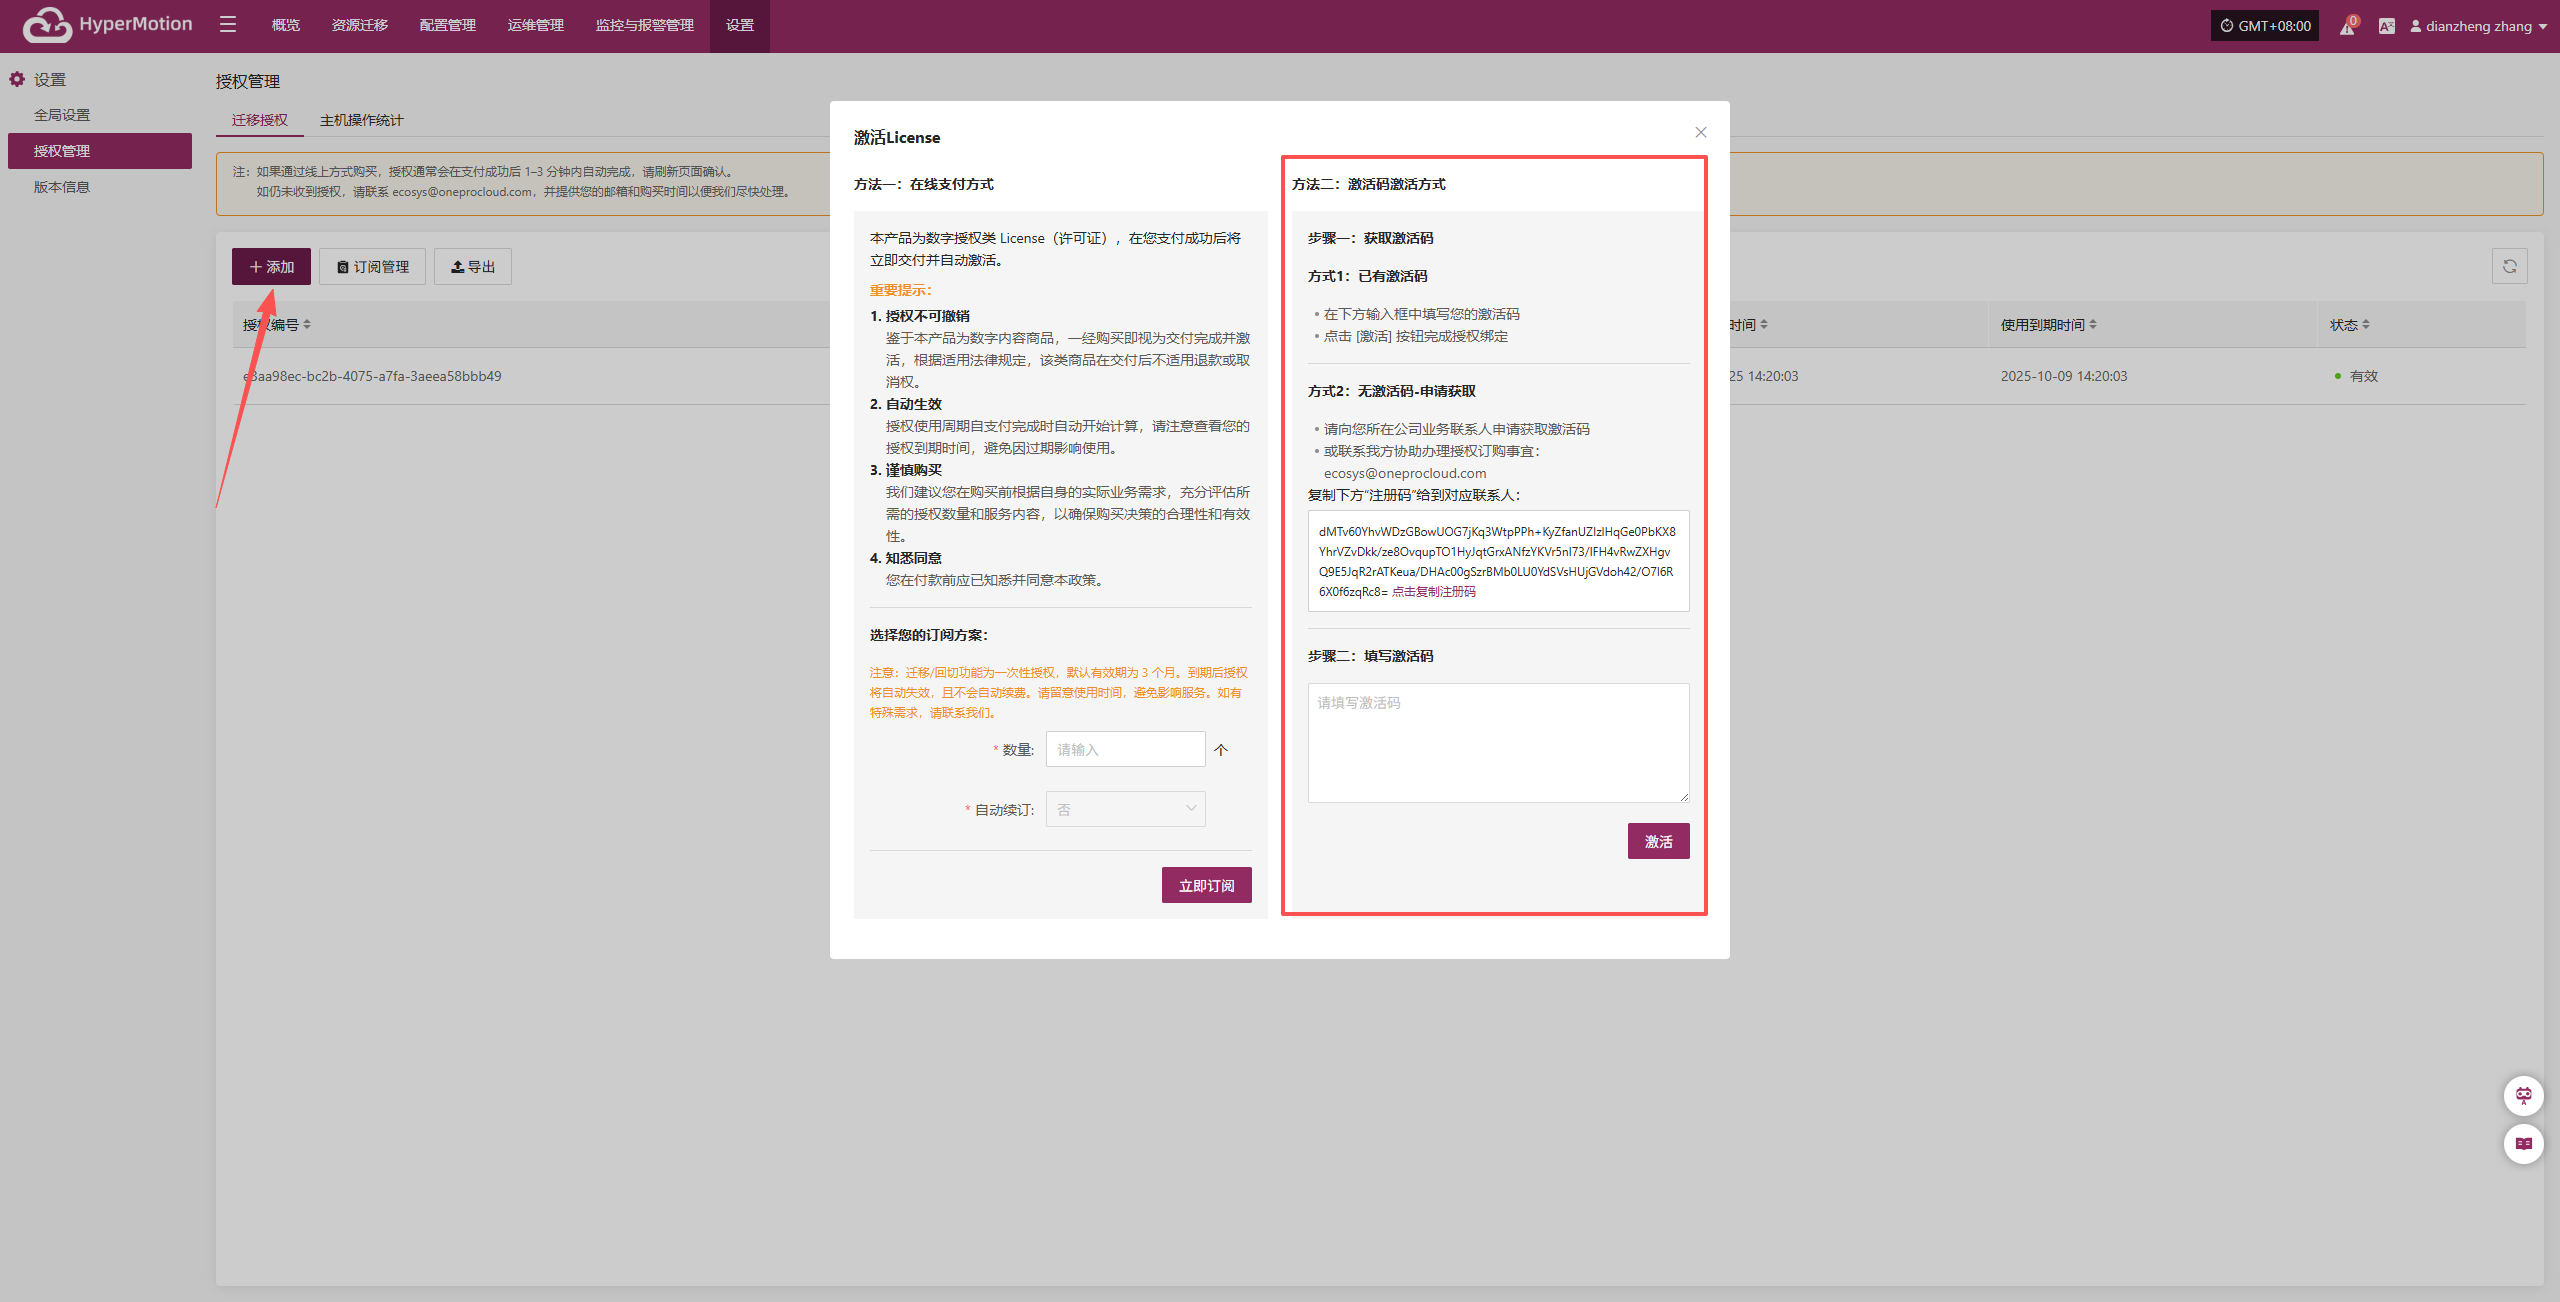 HyperMotion
概览
资源迁移
配置管理
运维管理
监控与报警管理
设置
GMT+08:00
0
dianzheng zhang
设置
全局设置
授权管理
版本信息
授权管理
迁移授权
主机操作统计
注：如果通过线上方式购买，授权通常会在支付成功后 1–3 分钟内自动完成，请刷新页面确认。
如仍未收到授权，请联系 ecosys@oneprocloud.com，并提供您的邮箱和购买时间以便我们尽快处理。
添加
订阅管理
导出
授权编号
时间
使用到期时间
状态
e3aa98ec-bc2b-4075-a7fa-3aeea58bbb49
25 14:20:03
2025-10-09 14:20:03
有效
激活License
方法一：在线支付方式
本产品为数字授权类 License（许可证），在您支付成功后将
立即交付并自动激活。
重要提示：
1. 授权不可撤销
鉴于本产品为数字内容商品，一经购买即视为交付完成并激
活，根据适用法律规定，该类商品在交付后不适用退款或取
消权。
2. 自动生效
授权使用周期自支付完成时自动开始计算，请注意查看您的
授权到期时间，避免因过期影响使用。
3. 谨慎购买
我们建议您在购买前根据自身的实际业务需求，充分评估所
需的授权数量和服务内容，以确保购买决策的合理性和有效
性。
4. 知悉同意
您在付款前应已知悉并同意本政策。
选择您的订阅方案：
注意：迁移/回切功能为一次性授权，默认有效期为 3 个月。到期后授权
将自动失效，且不会自动续费。请留意使用时间，避免影响服务。如有
特殊需求，请联系我们。
* 数量: 请输入 个
* 自动续订: 否
立即订阅
方法二：激活码激活方式
步骤一：获取激活码
方式1：已有激活码
• 在下方输入框中填写您的激活码
• 点击 [激活] 按钮完成授权绑定
方式2：无激活码-申请获取
• 请向您所在公司业务联系人申请获取激活码
• 或联系我方协助办理授权订购事宜：
ecosys@oneprocloud.com
复制下方“注册码”给到对应联系人：
dMTv60YhvWDzGBowUOG7jKq3WtpPPh+KyZfanUZIzlHqGe0PbKX8
YhrVZvDkk/ze8OvqupTO1HyJqtGrxANfzYKVr5nI73/IFH4vRwZXHgv
Q9E5JqR2rATKeua/DHAc00gSzrBMb0LU0YdSVsHUjGVdoh42/O7I6R
6X0f6zqRc8= 点击复制注册码
步骤二：填写激活码
请填写激活码
激活